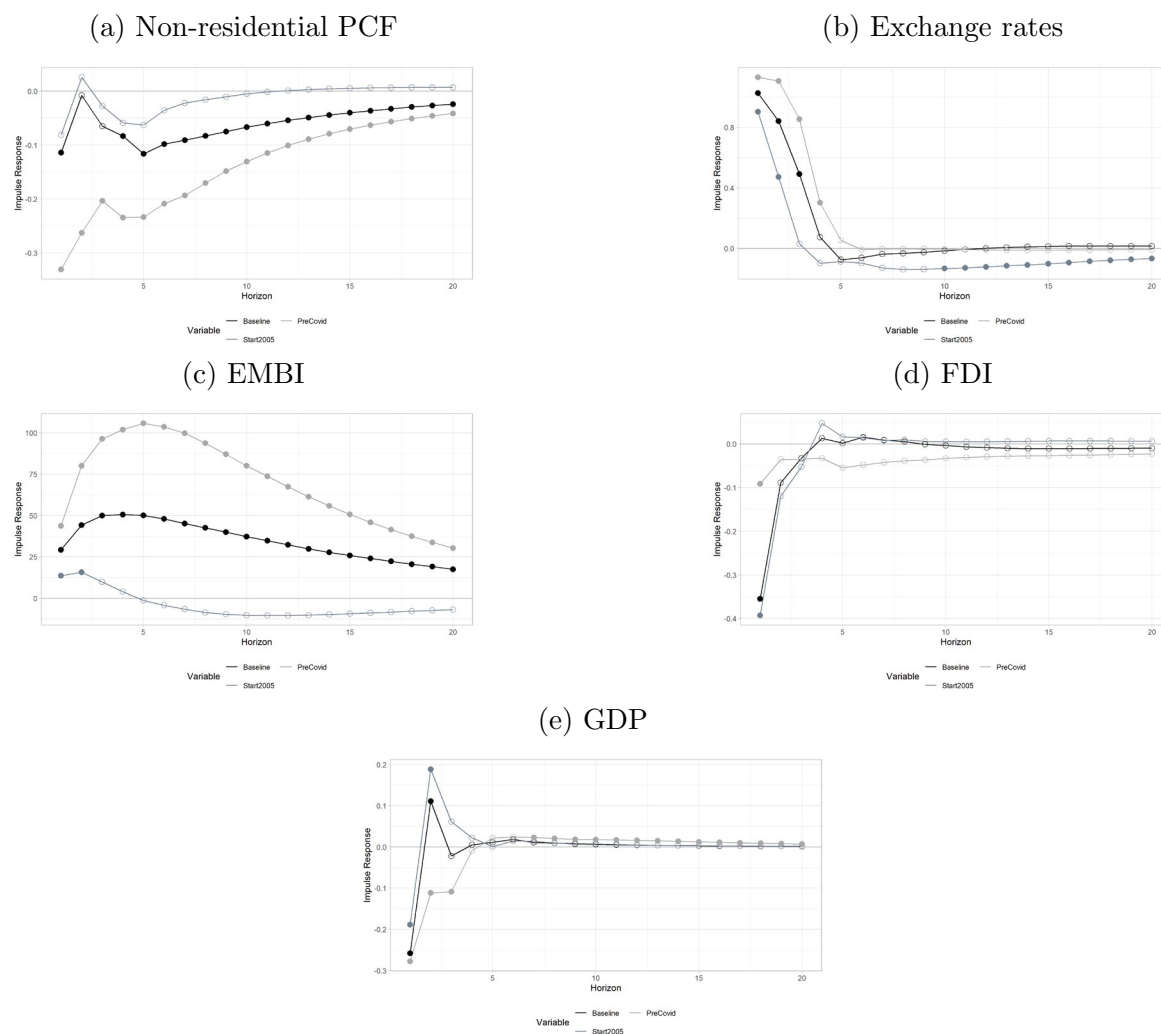 (a) Non-residential PCF
(b) Exchange rates
Impulse Response
0.0
-0.1
-0.2
-0.3
5
10
15
20
Horizon
Variable
Baseline
PreCovid
Start2005
Impulse Response
0.8
0.4
0.0
5
10
15
20
Horizon
Variable
Baseline
PreCovid
Start2005
(c) EMBI
(d) FDI
Impulse Response
100
75
50
25
0
5
10
15
20
Horizon
Variable
Baseline
PreCovid
Start2005
Impulse Response
0.0
-0.1
-0.2
-0.3
-0.4
5
10
15
20
Horizon
Variable
Baseline
PreCovid
Start2005
(e) GDP
Impulse Response
0.2
0.1
0.0
-0.1
-0.2
-0.3
5
10
15
20
Horizon
Variable
Baseline
PreCovid
Start2005